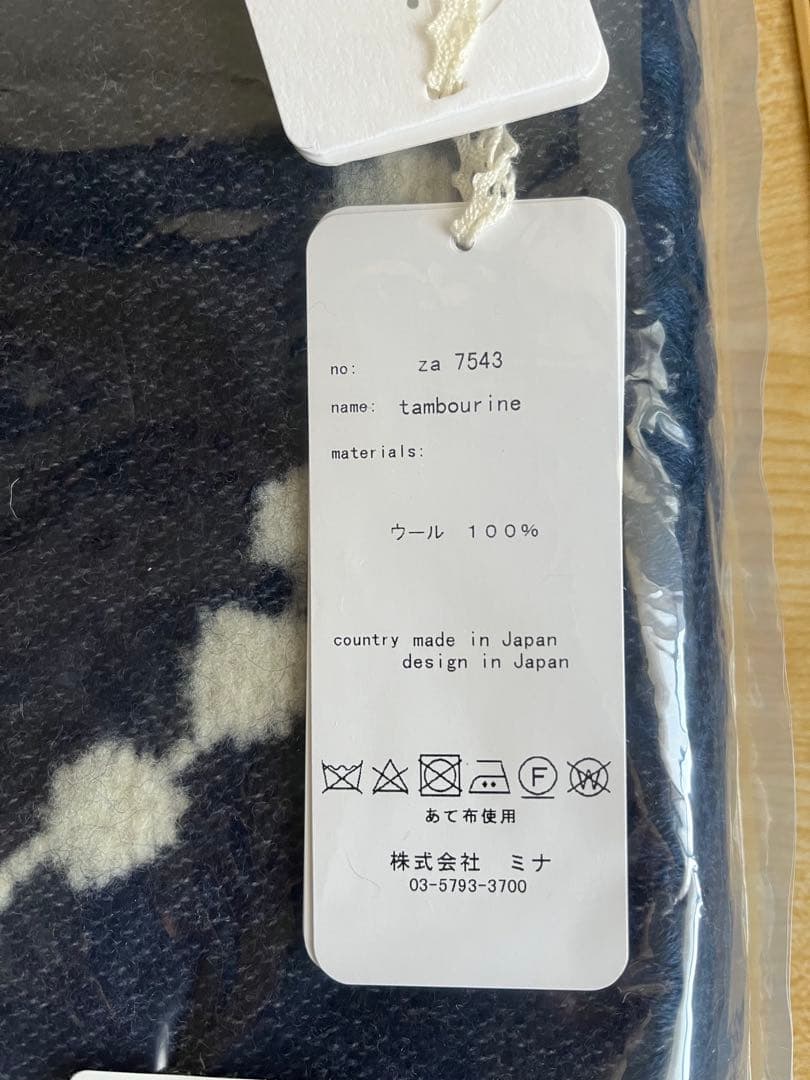 no: za 7543
name: tambourine
materials:
ウール 100%
country made in Japan
design in Japan
F W
あて布使用
株式会社 ミナ
03-5793-3700